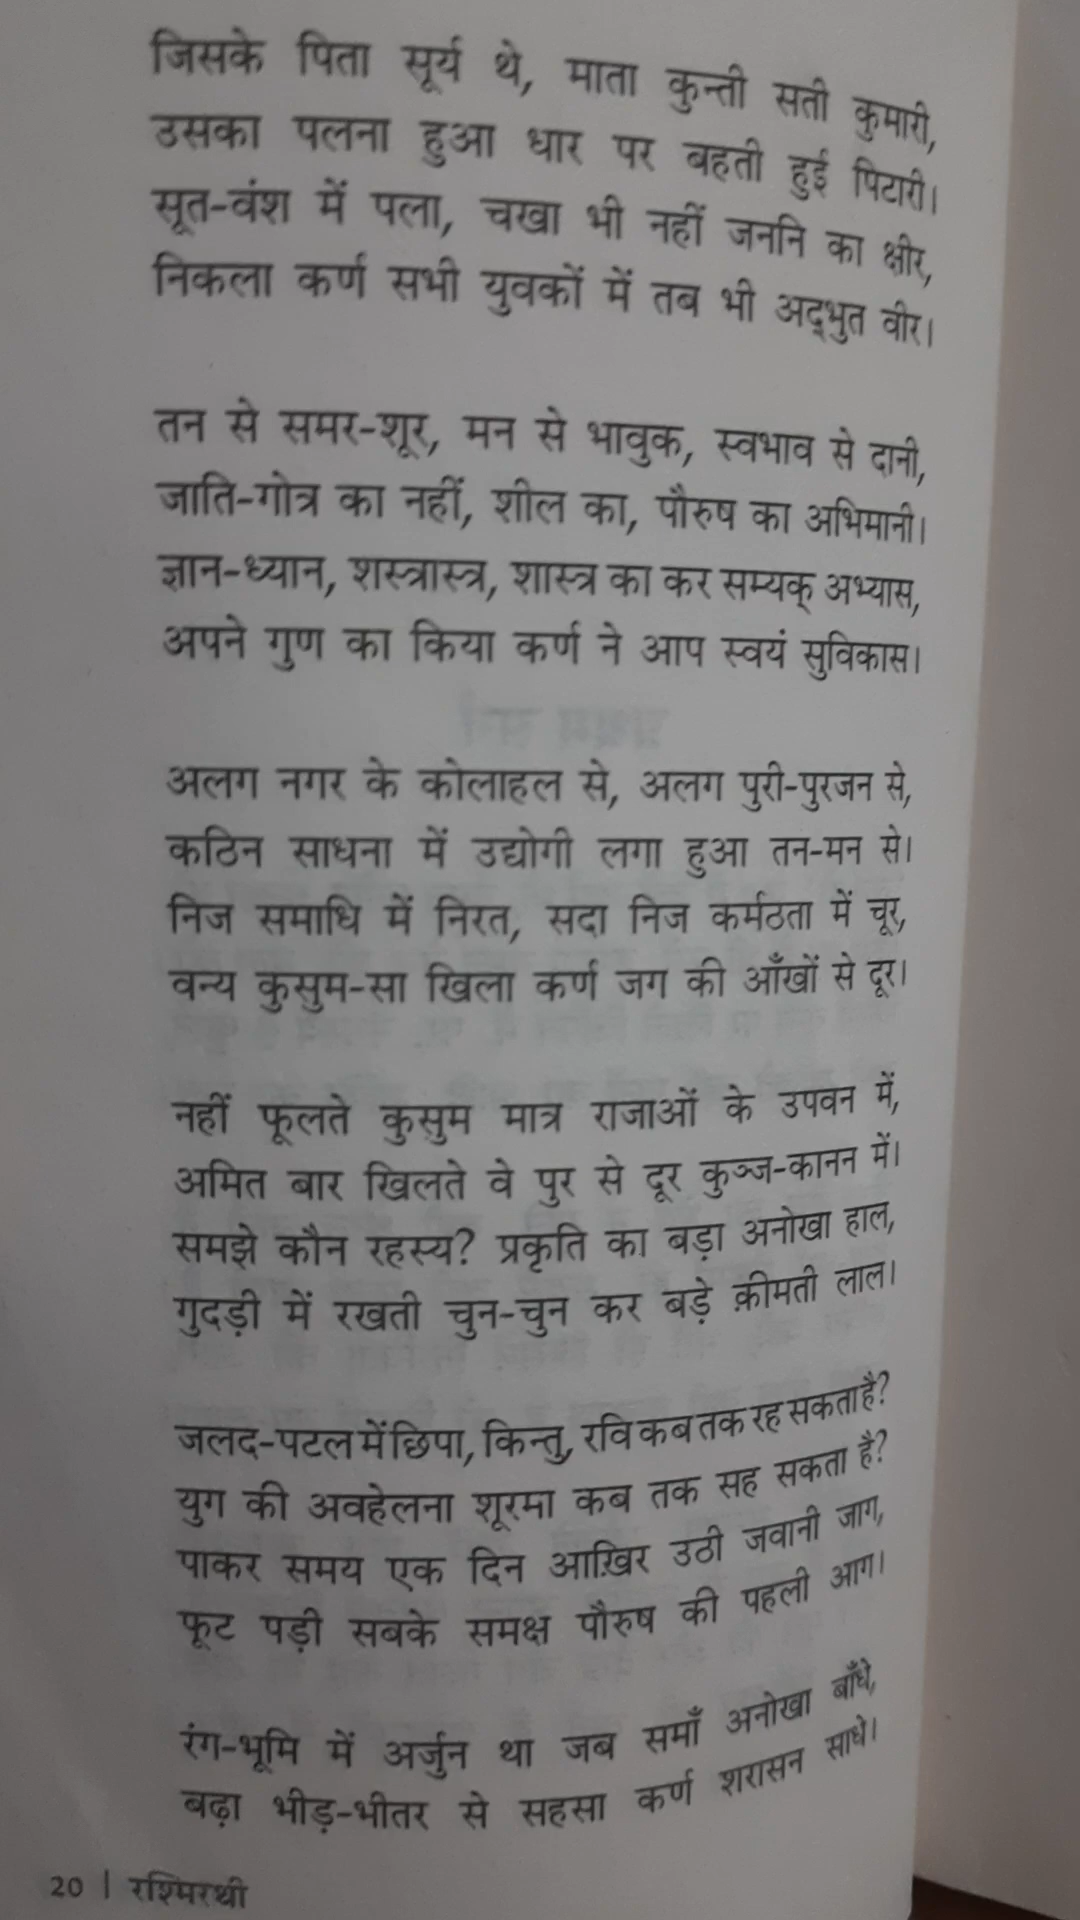 जिसके पिता सूर्य थे, माता कुन्ती सती कुमारी,
उसका पलना हुआ धार पर बहती हुई पिटारी।
सूत-वंश में पला, चखा भी नहीं जननि का क्षीर,
निकला कर्ण सभी युवकों में तब भी अद्‌भुत वीर।
तन से समर-शूर, मन से भावुक, स्वभाव से दानी,
जाति-गोत्र का नहीं, शील का, पौरुष का अभिमानी।
ज्ञान-ध्यान, शस्त्रास्त्र, शास्त्र का कर सम्यक् अभ्यास,
अपने गुण का किया कर्ण ने आप स्वयं सुविकास।
अलग नगर के कोलाहल से, अलग पुरी-पुरजन से,
कठिन साधना में उद्योगी लगा हुआ तन-मन से।
निज समाधि में निरत, सदा निज कर्मठता में चूर,
वन्य कुसुम-सा खिला कर्ण जग की आँखों से दूर।
नहीं फूलते कुसुम मात्र राजाओं के उपवन में,
अमित बार खिलते वे पुर से दूर कुञ्ज-कानन में।
समझे कौन रहस्य? प्रकृति का बड़ा अनोखा हाल,
गुदड़ी में रखती चुन-चुन कर बड़े क़ीमती लाल।
जलद-पटल में छिपा, किन्तु, रवि कब तक रह सकता है?
युग की अवहेलना शूरमा कब तक सह सकता है?
पाकर समय एक दिन आख़िर उठी जवानी जाग,
फूट पड़ी सबके समक्ष पौरुष की पहली आग।
रंग-भूमि में अर्जुन था जब समाँ अनोखा बाँधे,
बढ़ा भीड़-भीतर से सहसा कर्ण शरासन साधे।
20 | रश्मिरथी